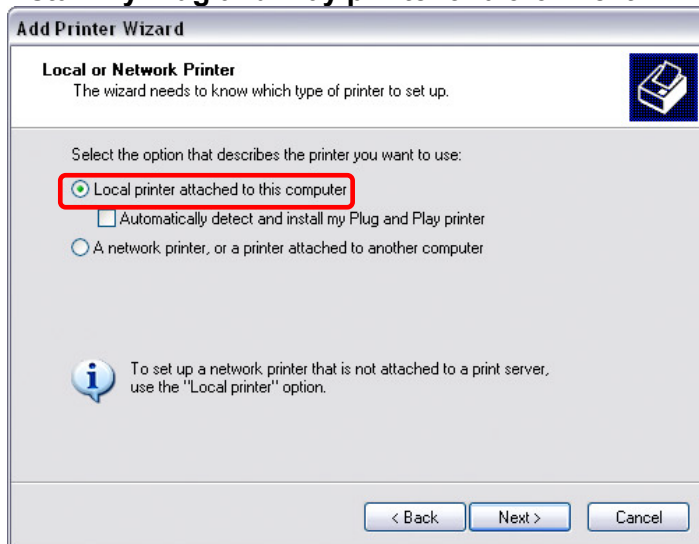 Add Printer Wizard
Local or Network Printer
The wizard needs to know which type of printer to set up.
Select the option that describes the printer you want to use:
Local printer attached to this computer
Automatically detect and install my Plug and Play printer
A network printer, or a printer attached to another computer
To set up a network printer that is not attached to a print server,
use the "Local printer" option.
< Back Next > Cancel